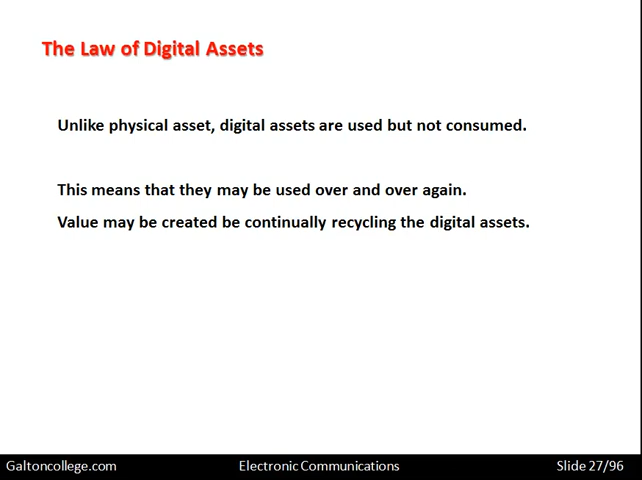 The Law of Digital Assets
Unlike physical asset, digital assets are used but not consumed.
This means that they may be used over and over again.
Value may be created be continually recycling the digital assets.
Galtoncollege.com
Electronic Communications
Slide 27/96